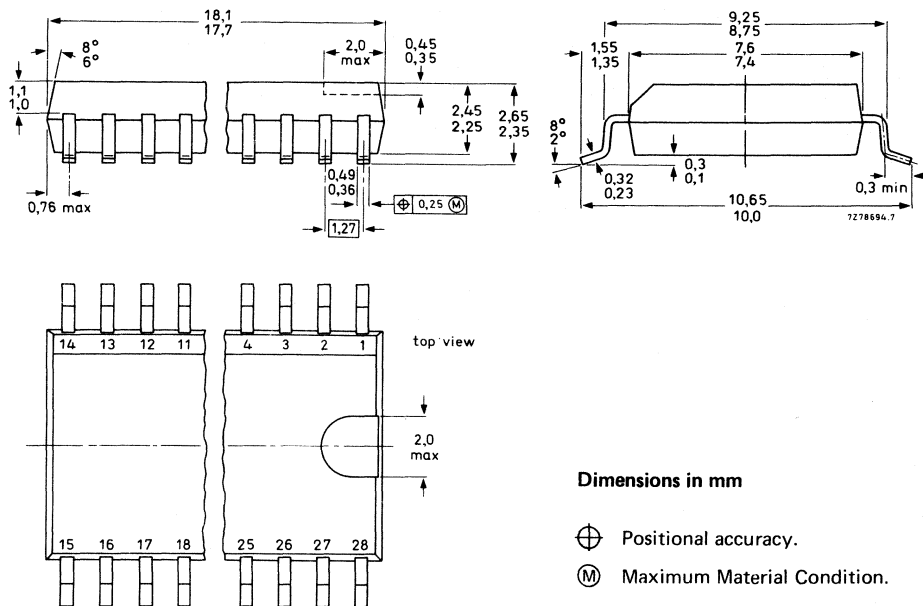 18,1
17,7
8°
6°
2,0
max
0,45
0,35
1,1
1,0
2,45
2,25
2,65
2,35
0,76 max
0,49
0,36
⌖ 0,25 Ⓜ
1,27
9,25
8,75
1,55
1,35
7,6
7,4
8°
2°
0,32
0,23
0,3
0,1
0,3 min
10,65
10,0
7Z78694.7
14 13 12 11 4 3 2 1
top view
2,0
max
15 16 17 18 25 26 27 28
Dimensions in mm
⌖ Positional accuracy.
Ⓜ Maximum Material Condition.